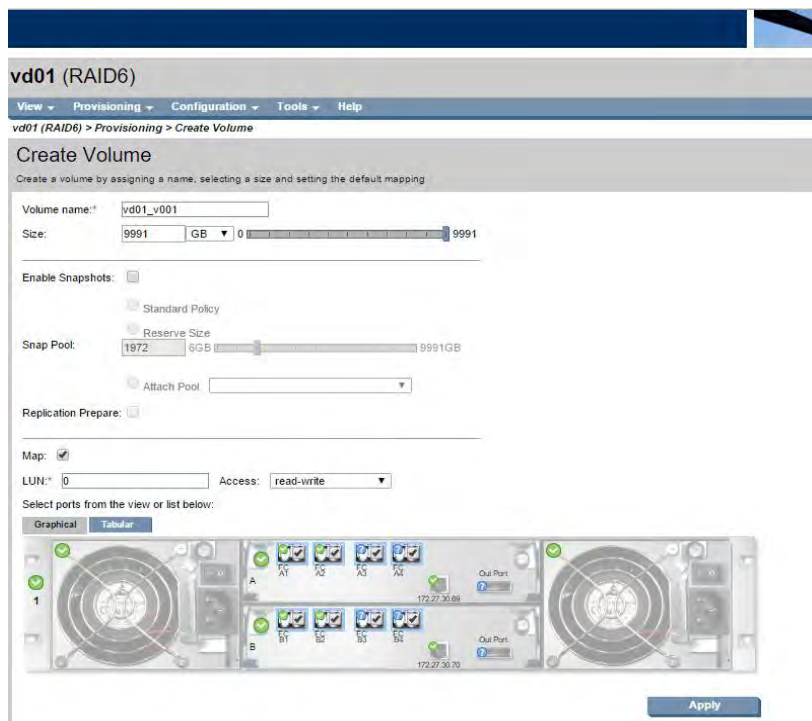 vd01 (RAID6)
View Provisioning Configuration Tools Help
vd01 (RAID6) > Provisioning > Create Volume
Create Volume
Create a volume by assigning a name, selecting a size and setting the default mapping
Volume name:* vd01_v001
Size: 9991 GB 0 9991
Enable Snapshots:
Standard Policy
Reserve Size
Snap Pool: 1972 6GB 9991GB
Attach Pool
Replication Prepare:
Map:
LUN:* 0 Access: read-write
Select ports from the view or list below:
Graphical Tabular
1
A
FC A1 FC A2 FC A3 FC A4
Out Port
172.27.30.69
B
FC B1 FC B2 FC B3 FC B4
Out Port
172.27.30.70
Apply